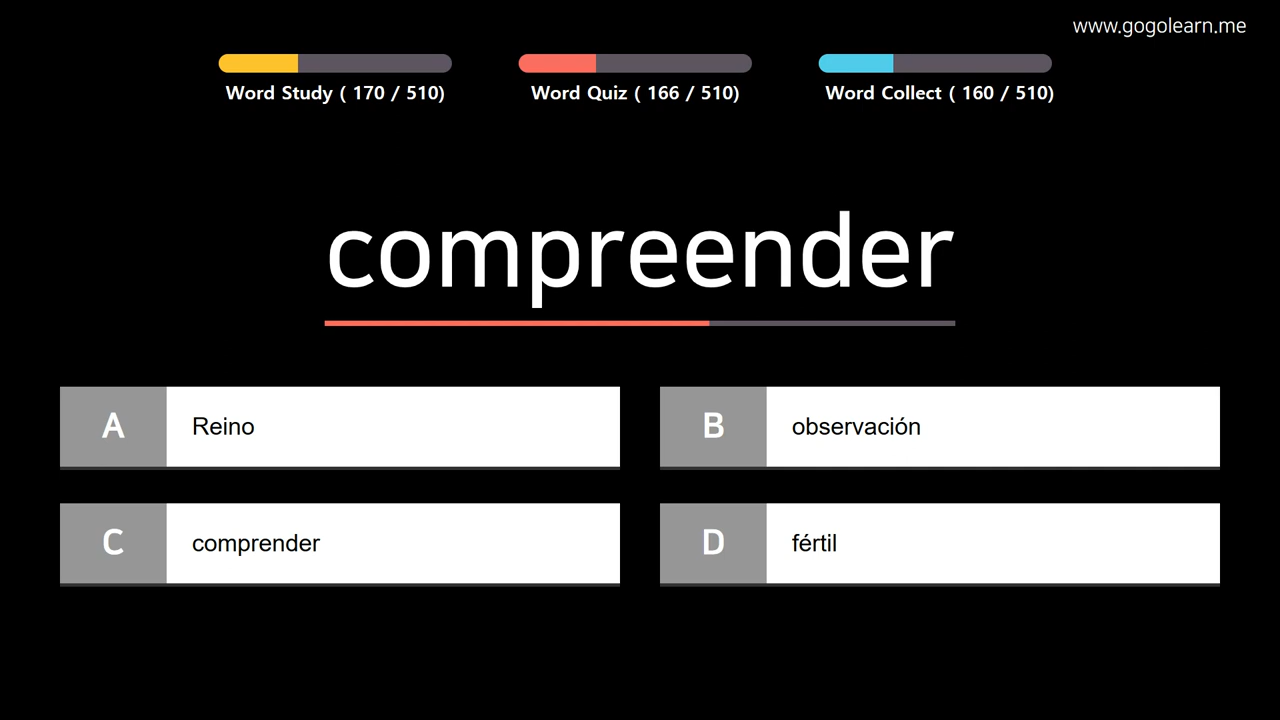 www.gogolearn.me
Word Study ( 170 / 510)
Word Quiz ( 166 / 510)
Word Collect ( 160 / 510)
compreender
A Reino
B observación
C comprender
D fértil